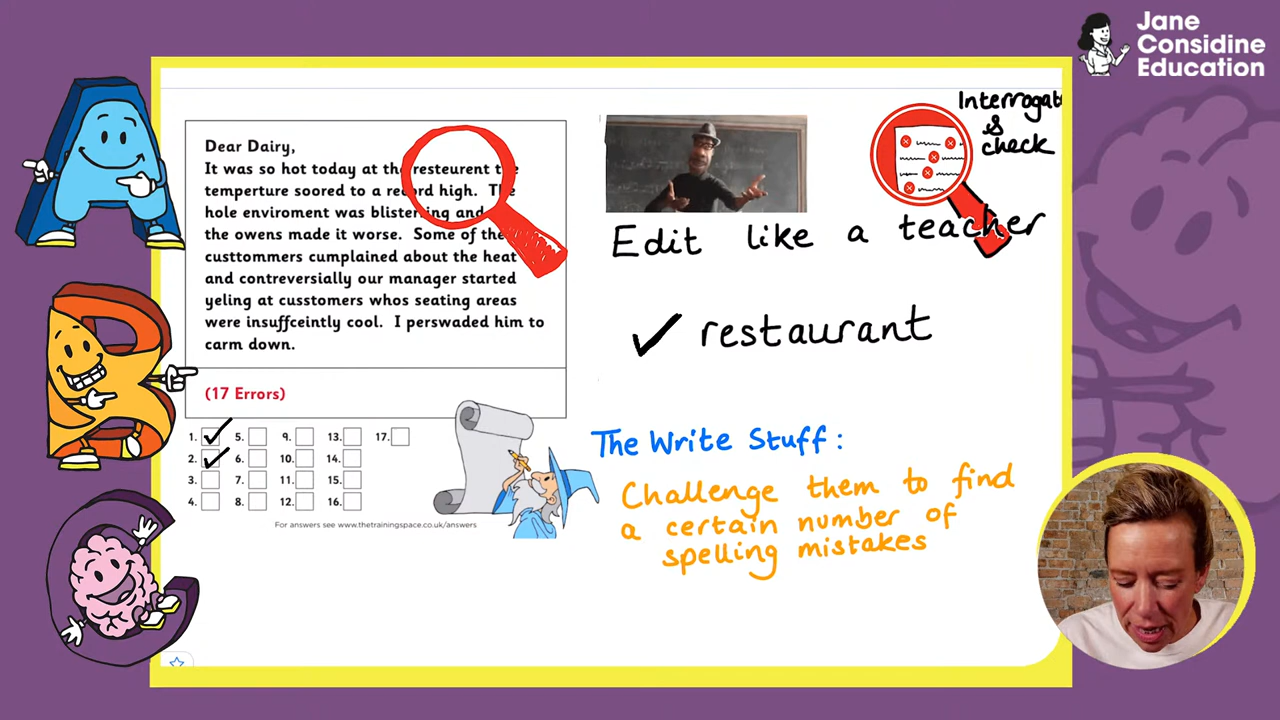 Jane
Considine
Education
Dear Dairy,
It was so hot today at the resteurent the
temperture soored to a record high. The
hole enviroment was blistering and
the owens made it worse. Some of the
custtommers cumplained about the heat
and contreversially our manager started
yeling at cusstomers whos seating areas
were insuffceintly cool. I perswaded him to
carm down.
(17 Errors)
1. 5. 9. 13. 17.
2. 6. 10. 14.
3. 7. 11. 15.
4. 8. 12. 16.
For answers see www.thetrainingspace.co.uk/answers
Interrogat
&
check
Edit like a teacher
✓ restaurant
The Write Stuff:
Challenge them to find
a certain number of
spelling mistakes
A
B
C